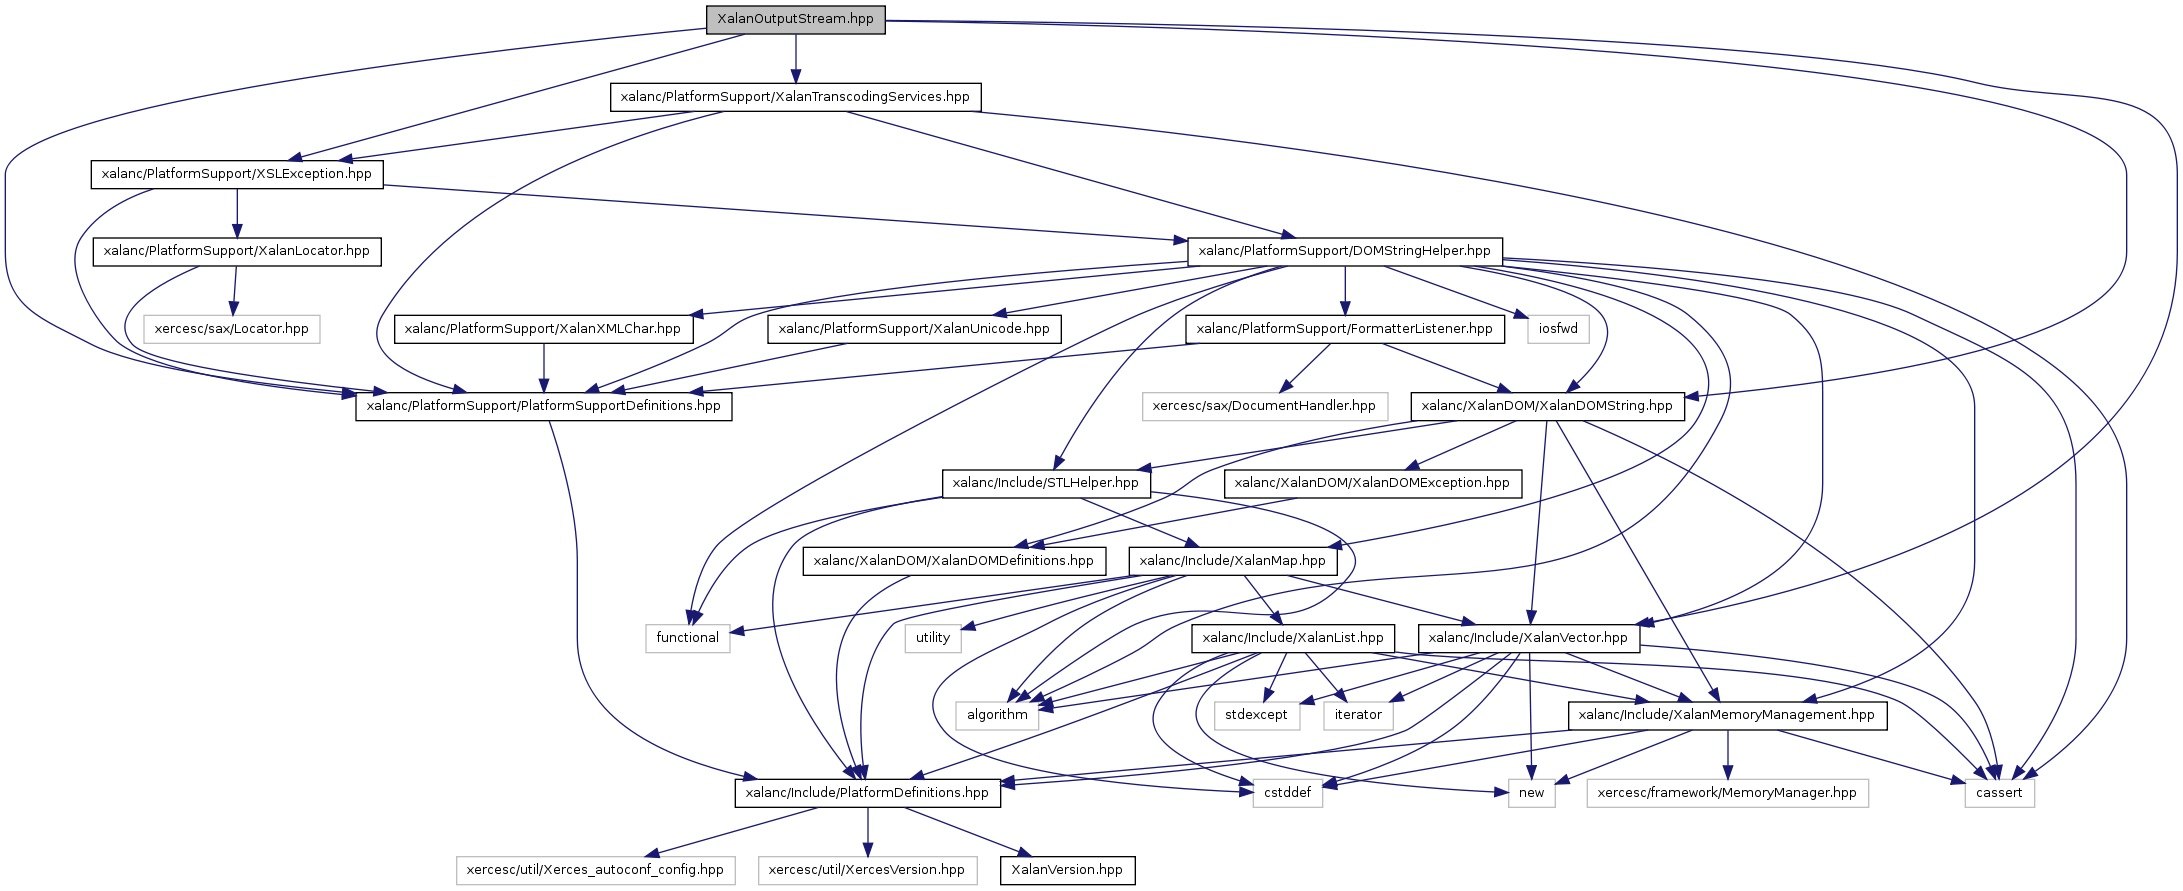 XalanOutputStream.hpp
xalanc/PlatformSupport/XalanTranscodingServices.hpp
xalanc/PlatformSupport/XSLException.hpp
xalanc/PlatformSupport/XalanLocator.hpp
xalanc/PlatformSupport/DOMStringHelper.hpp
xercesc/sax/Locator.hpp
xalanc/PlatformSupport/XalanXMLChar.hpp
xalanc/PlatformSupport/XalanUnicode.hpp
xalanc/PlatformSupport/FormatterListener.hpp
iosfwd
xalanc/PlatformSupport/PlatformSupportDefinitions.hpp
xercesc/sax/DocumentHandler.hpp
xalanc/XalanDOM/XalanDOMString.hpp
xalanc/Include/STLHelper.hpp
xalanc/XalanDOM/XalanDOMException.hpp
xalanc/XalanDOM/XalanDOMDefinitions.hpp
xalanc/Include/XalanMap.hpp
functional
utility
xalanc/Include/XalanList.hpp
xalanc/Include/XalanVector.hpp
algorithm
stdexcept
iterator
xalanc/Include/XalanMemoryManagement.hpp
xalanc/Include/PlatformDefinitions.hpp
cstddef
new
xercesc/framework/MemoryManager.hpp
cassert
xercesc/util/Xerces_autoconf_config.hpp
xercesc/util/XercesVersion.hpp
XalanVersion.hpp